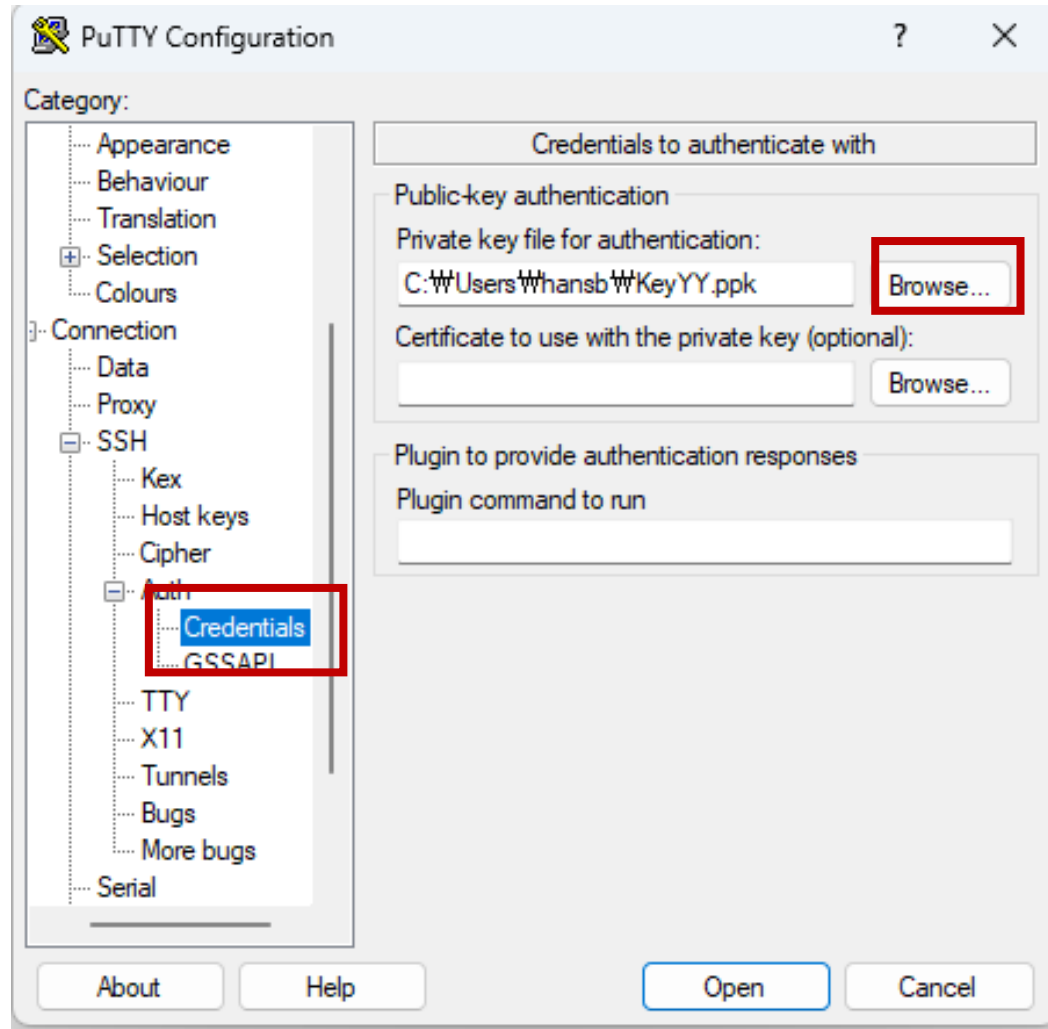 PuTTY Configuration
?
Category:
Appearance
Behaviour
Translation
Selection
Colours
Connection
Data
Proxy
SSH
Kex
Host keys
Cipher
Auth
Credentials
GSSAPI
TTY
X11
Tunnels
Bugs
More bugs
Serial
Credentials to authenticate with
Public-key authentication
Private key file for authentication:
C:₩Users₩hansb₩KeyYY.ppk
Browse...
Certificate to use with the private key (optional):
Browse...
Plugin to provide authentication responses
Plugin command to run
About
Help
Open
Cancel